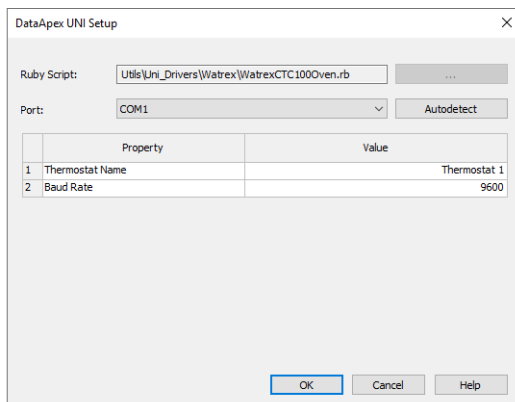 DataApex UNI Setup
Ruby Script: Utils\Uni_Drivers\Watrex\WatrexCTC100Oven.rb ...
Port: COM1 Autodetect
Property Value
1 Thermostat Name Thermostat 1
2 Baud Rate 9600
OK Cancel Help